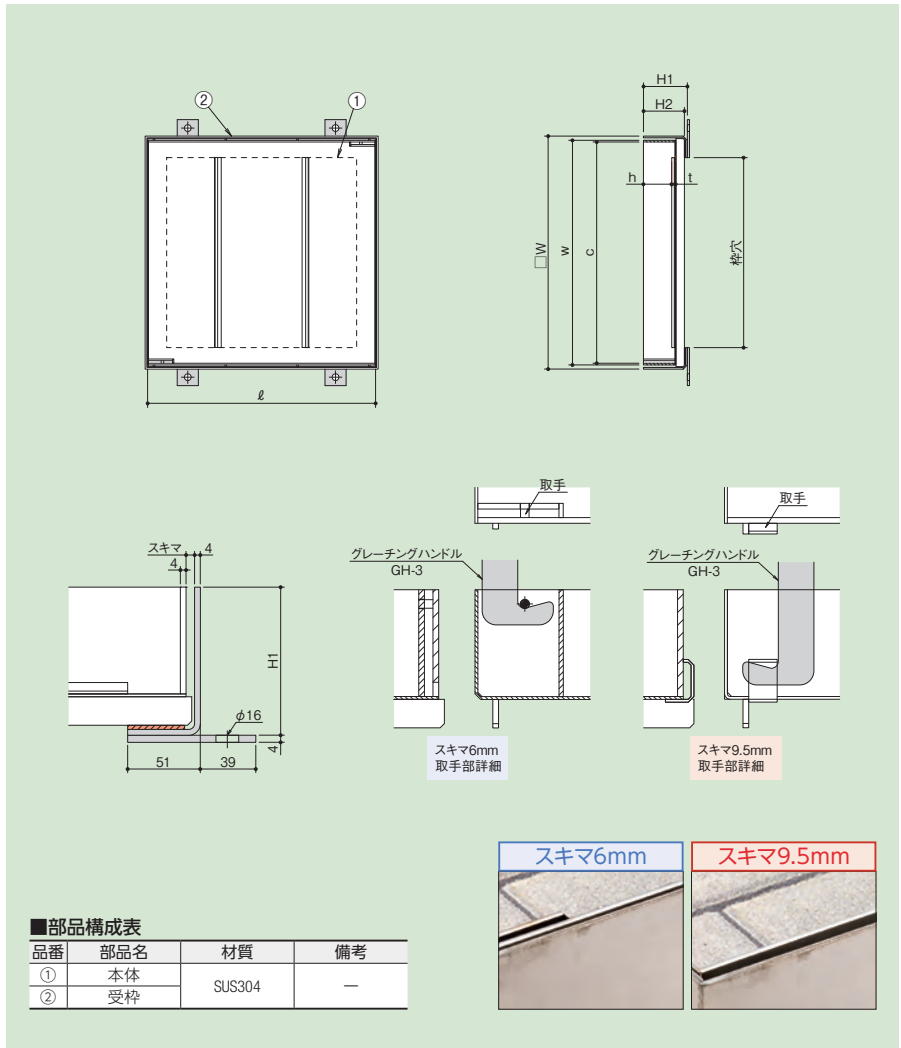 ②
①
ℓ
H1
H2
h
t
□W
w
c
枠穴
スキマ
4
4
H1
φ16
4
51
39
取手
グレーチングハンドル
GH-3
スキマ6mm
取手部詳細
取手
グレーチングハンドル
GH-3
スキマ9.5mm
取手部詳細
スキマ6mm
スキマ9.5mm
■部品構成表
品番 部品名 材質 備考
① 本体 SUS304 —
② 受枠